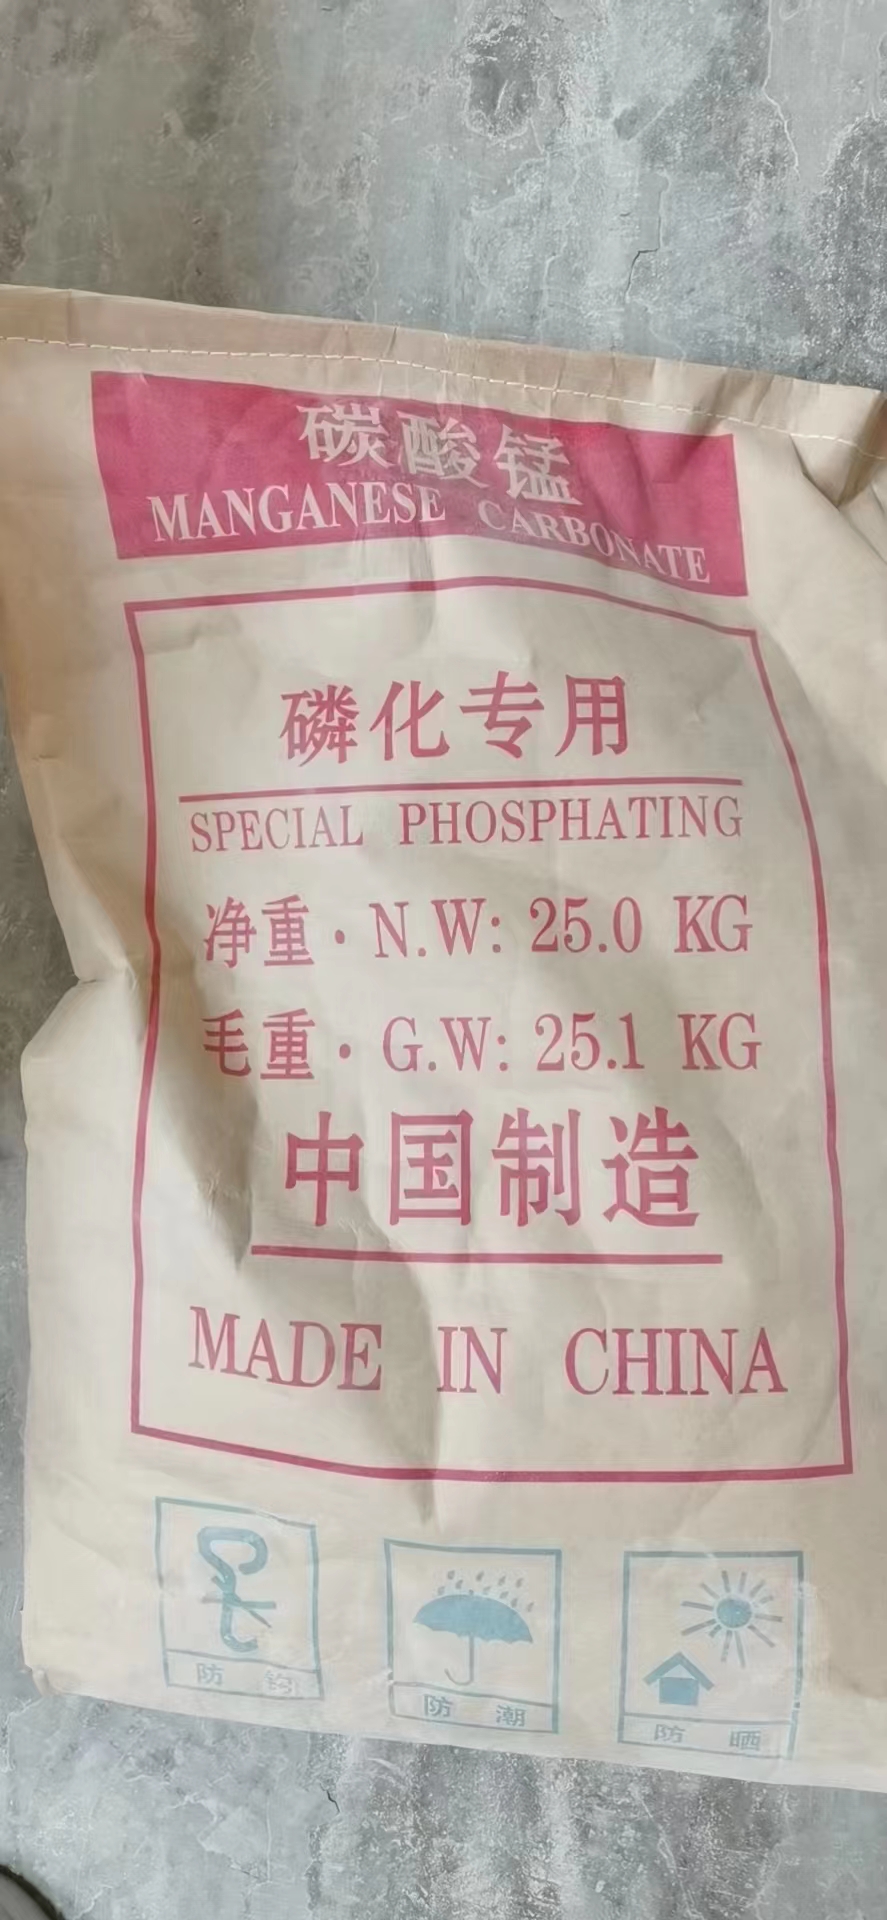 碳酸锰
MANGANESE CARBONATE
磷化专用
SPECIAL PHOSPHATING
净重·N.W: 25.0 KG
毛重·G.W: 25.1 KG
中国制造
MADE IN CHINA
防 钩 防 潮 防 晒